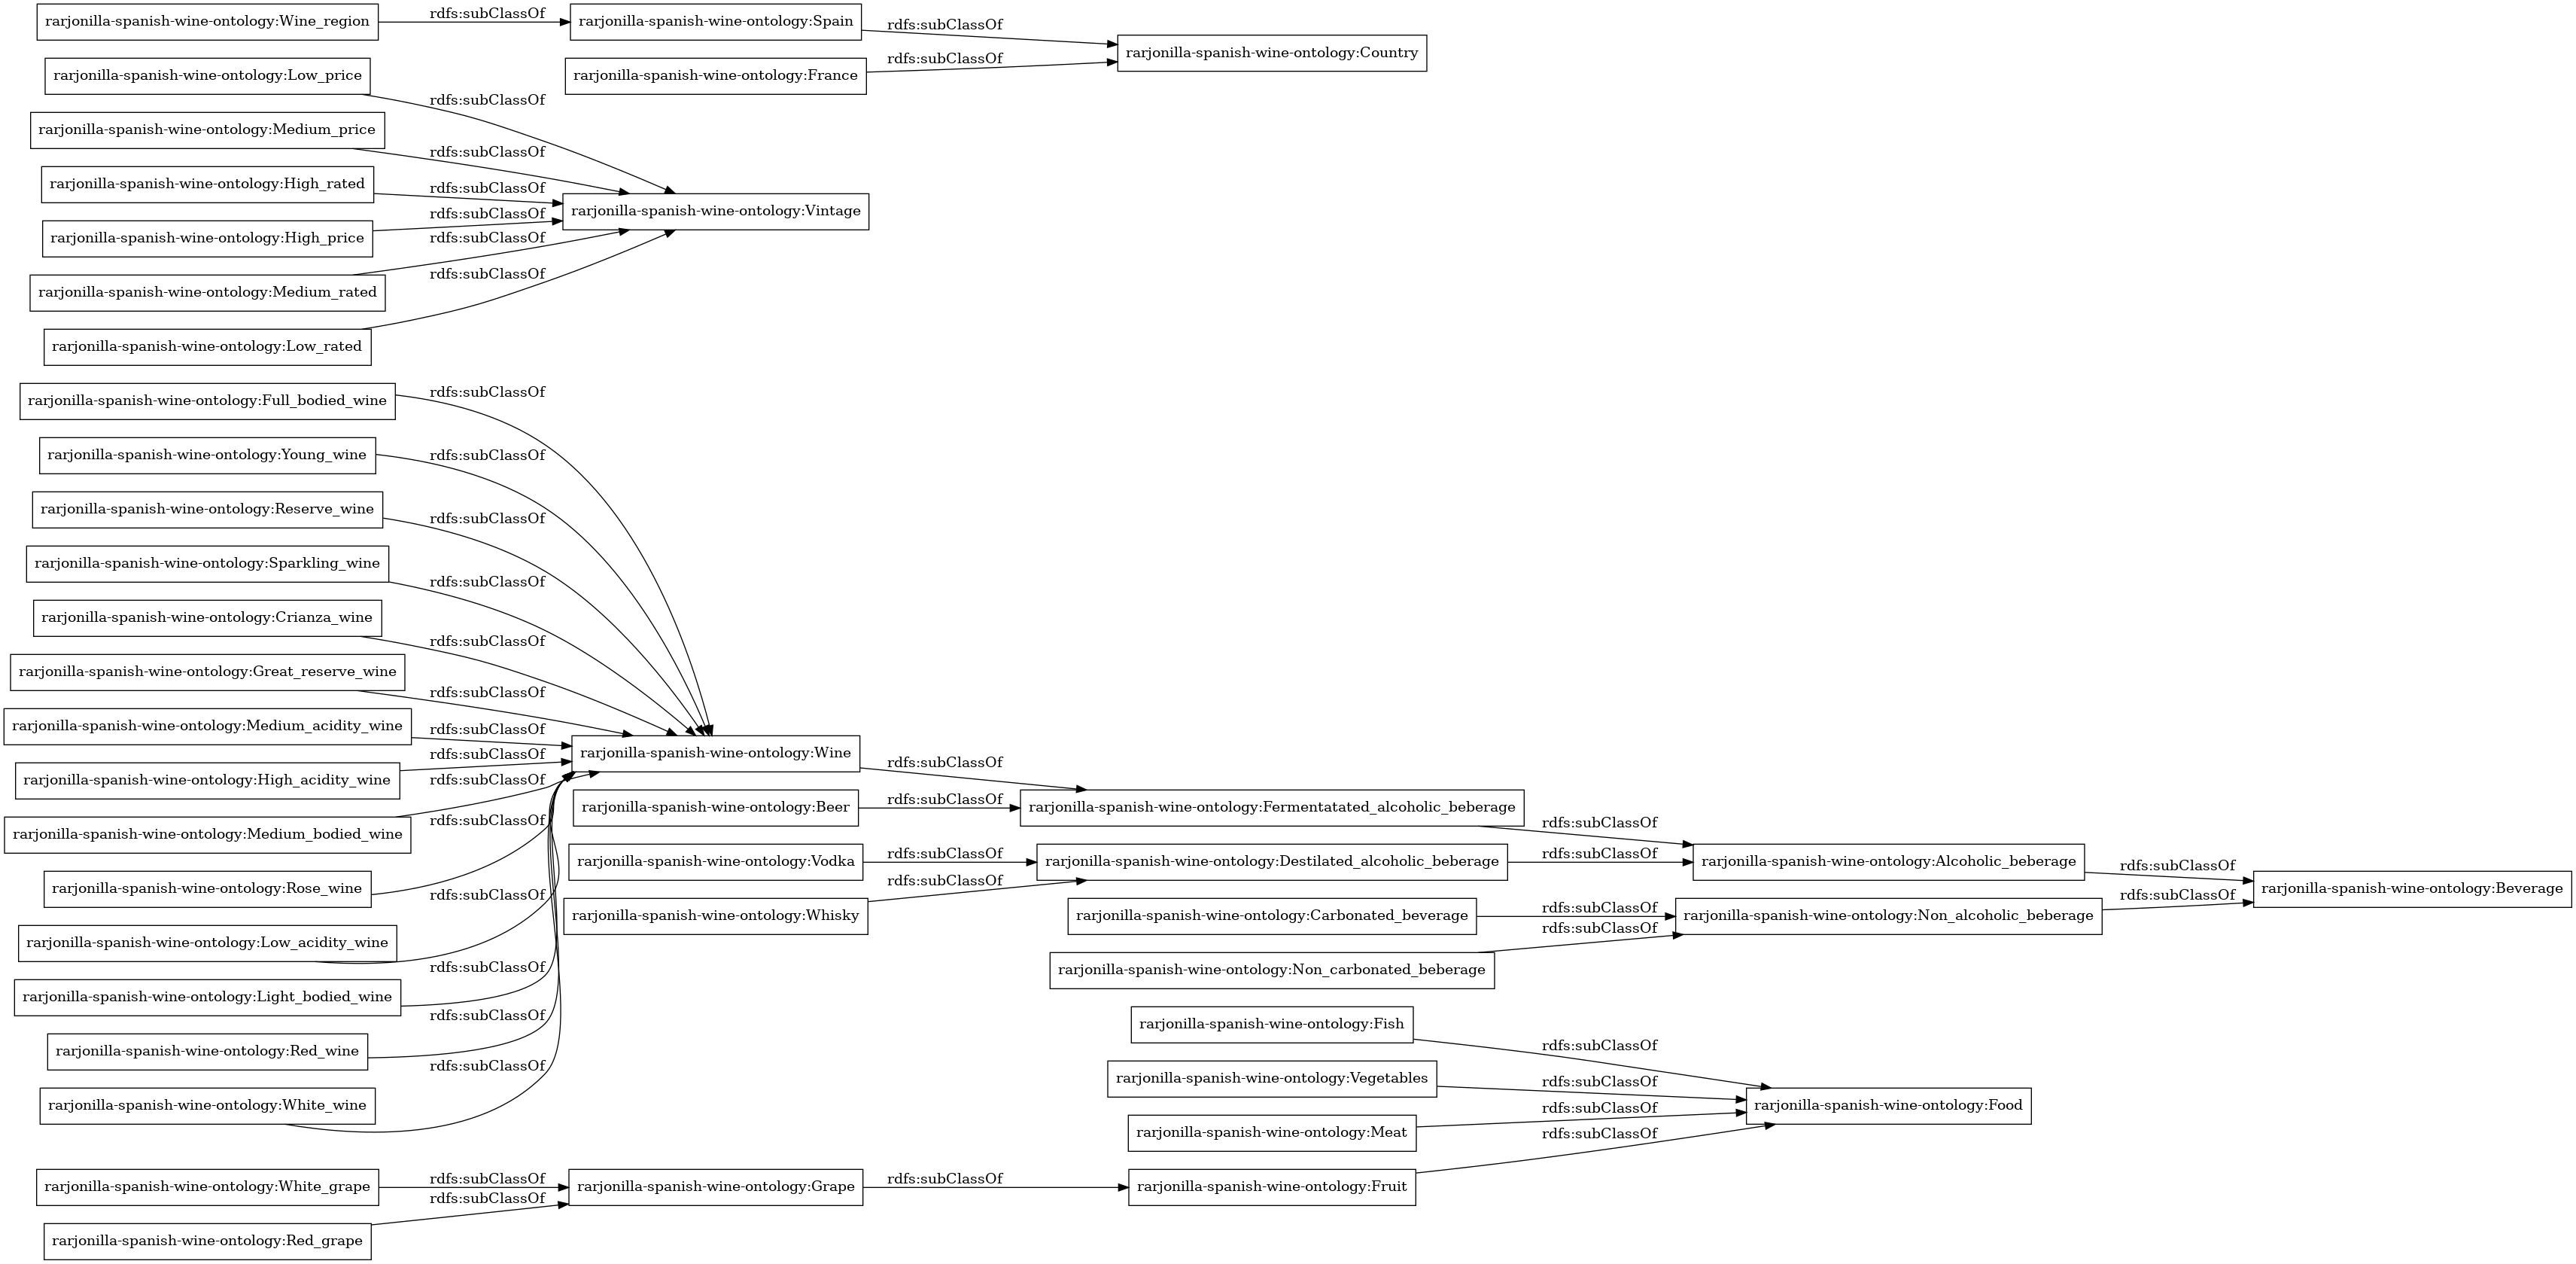 rarjonilla-spanish-wine-ontology:Wine_region
rdfs:subClassOf
rarjonilla-spanish-wine-ontology:Spain
rdfs:subClassOf
rarjonilla-spanish-wine-ontology:Country
rarjonilla-spanish-wine-ontology:France
rdfs:subClassOf
rarjonilla-spanish-wine-ontology:Low_price
rdfs:subClassOf
rarjonilla-spanish-wine-ontology:Medium_price
rdfs:subClassOf
rarjonilla-spanish-wine-ontology:High_rated
rdfs:subClassOf
rarjonilla-spanish-wine-ontology:Vintage
rarjonilla-spanish-wine-ontology:High_price
rdfs:subClassOf
rarjonilla-spanish-wine-ontology:Medium_rated
rdfs:subClassOf
rarjonilla-spanish-wine-ontology:Low_rated
rdfs:subClassOf
rarjonilla-spanish-wine-ontology:Full_bodied_wine
rdfs:subClassOf
rarjonilla-spanish-wine-ontology:Young_wine
rdfs:subClassOf
rarjonilla-spanish-wine-ontology:Reserve_wine
rdfs:subClassOf
rarjonilla-spanish-wine-ontology:Sparkling_wine
rdfs:subClassOf
rarjonilla-spanish-wine-ontology:Crianza_wine
rdfs:subClassOf
rarjonilla-spanish-wine-ontology:Great_reserve_wine
rdfs:subClassOf
rarjonilla-spanish-wine-ontology:Medium_acidity_wine
rdfs:subClassOf
rarjonilla-spanish-wine-ontology:High_acidity_wine
rdfs:subClassOf
rarjonilla-spanish-wine-ontology:Medium_bodied_wine
rdfs:subClassOf
rarjonilla-spanish-wine-ontology:Rose_wine
rdfs:subClassOf
rarjonilla-spanish-wine-ontology:Low_acidity_wine
rdfs:subClassOf
rarjonilla-spanish-wine-ontology:Light_bodied_wine
rdfs:subClassOf
rarjonilla-spanish-wine-ontology:Red_wine
rdfs:subClassOf
rarjonilla-spanish-wine-ontology:White_wine
rdfs:subClassOf
rarjonilla-spanish-wine-ontology:Wine
rdfs:subClassOf
rarjonilla-spanish-wine-ontology:Beer
rdfs:subClassOf
rarjonilla-spanish-wine-ontology:Fermentatated_alcoholic_beberage
rdfs:subClassOf
rarjonilla-spanish-wine-ontology:Vodka
rdfs:subClassOf
rarjonilla-spanish-wine-ontology:Destilated_alcoholic_beberage
rdfs:subClassOf
rarjonilla-spanish-wine-ontology:Alcoholic_beberage
rdfs:subClassOf
rarjonilla-spanish-wine-ontology:Beverage
rarjonilla-spanish-wine-ontology:Whisky
rdfs:subClassOf
rarjonilla-spanish-wine-ontology:Carbonated_beverage
rdfs:subClassOf
rarjonilla-spanish-wine-ontology:Non_alcoholic_beberage
rdfs:subClassOf
rarjonilla-spanish-wine-ontology:Non_carbonated_beberage
rdfs:subClassOf
rarjonilla-spanish-wine-ontology:Fish
rdfs:subClassOf
rarjonilla-spanish-wine-ontology:Vegetables
rdfs:subClassOf
rarjonilla-spanish-wine-ontology:Food
rarjonilla-spanish-wine-ontology:Meat
rdfs:subClassOf
rarjonilla-spanish-wine-ontology:White_grape
rdfs:subClassOf
rarjonilla-spanish-wine-ontology:Grape
rdfs:subClassOf
rarjonilla-spanish-wine-ontology:Fruit
rdfs:subClassOf
rarjonilla-spanish-wine-ontology:Red_grape
rdfs:subClassOf